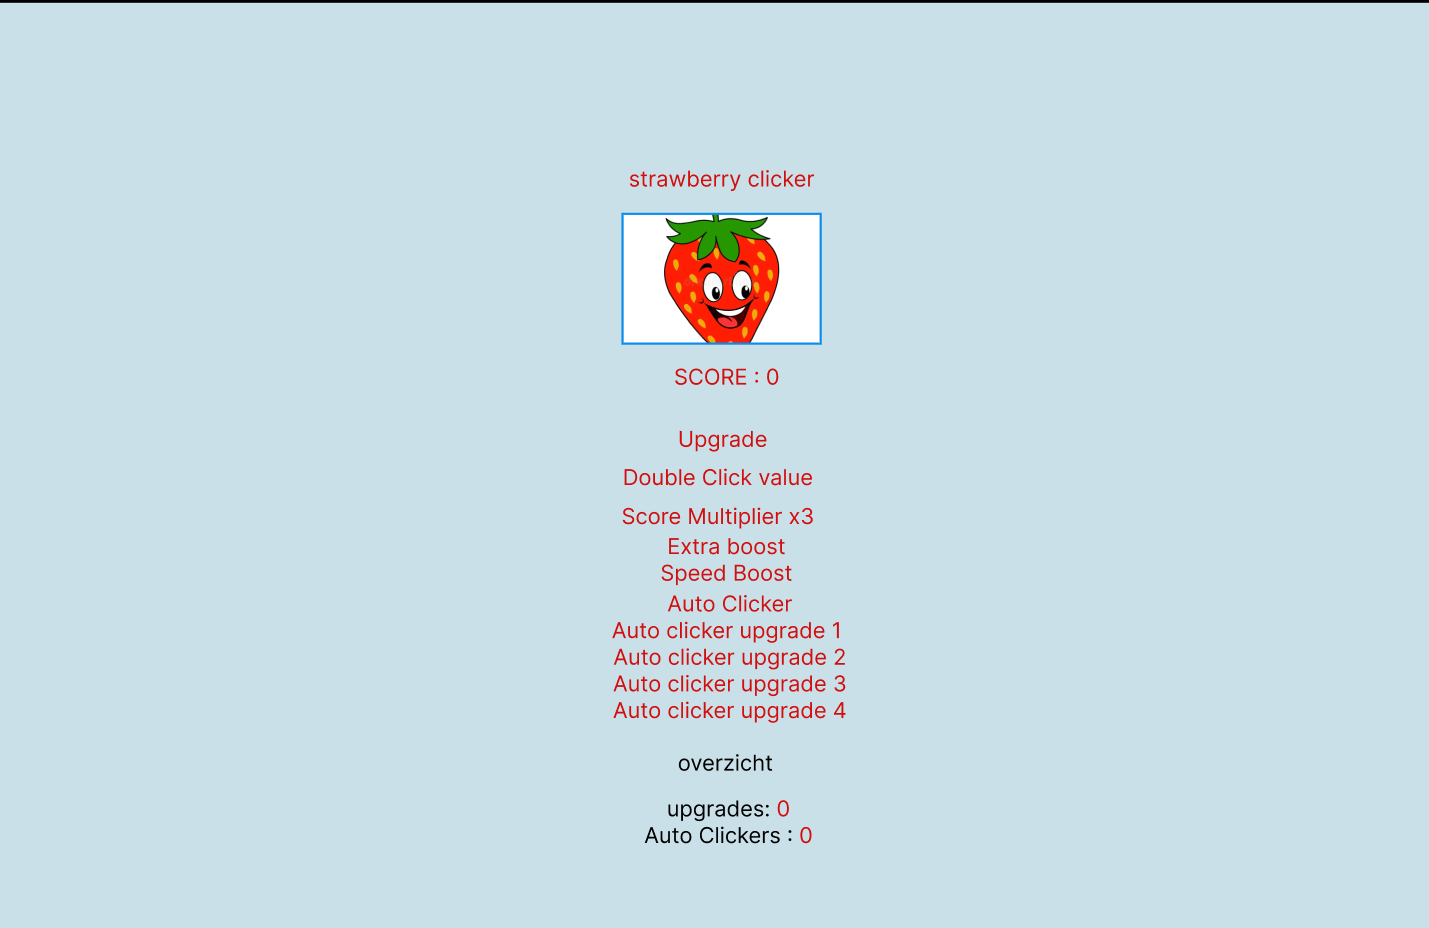 strawberry clicker
SCORE : 0
Upgrade
Double Click value
Score Multiplier x3
Extra boost
Speed Boost
Auto Clicker
Auto clicker upgrade 1
Auto clicker upgrade 2
Auto clicker upgrade 3
Auto clicker upgrade 4
overzicht
upgrades: 0
Auto Clickers : 0